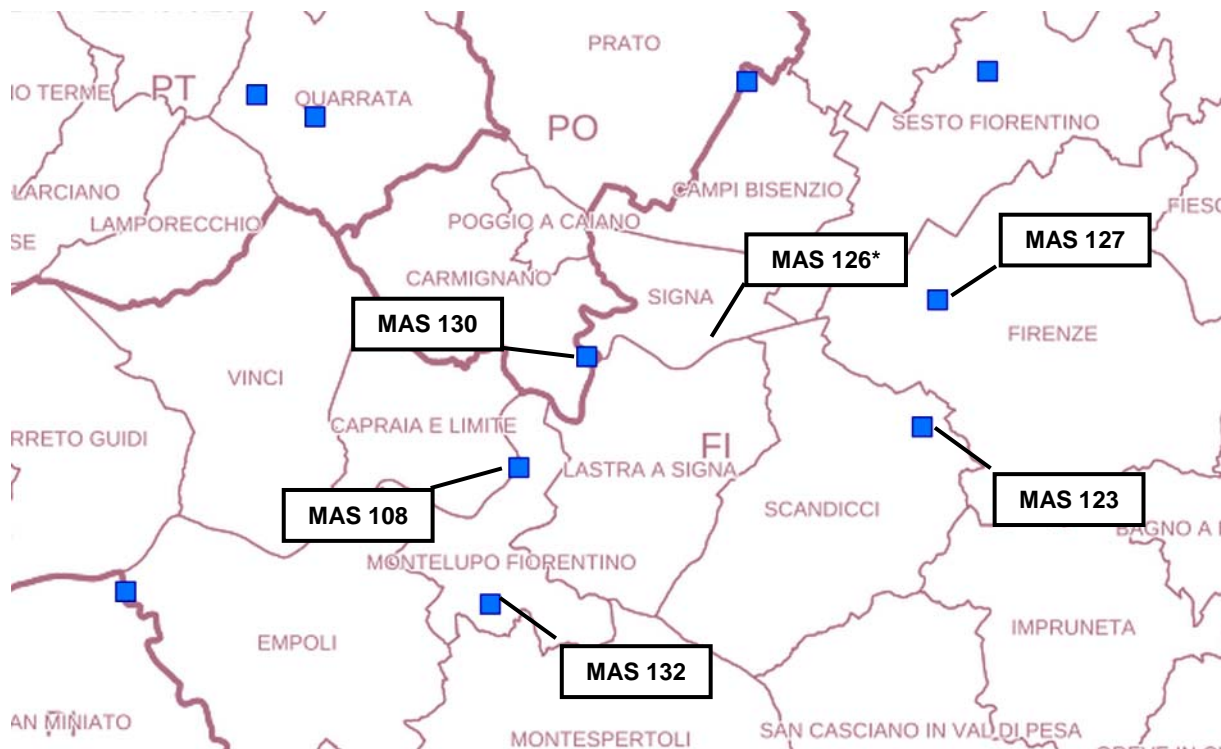 PRATO
IO TERME
PT
QUARRATA
PO
SESTO FIORENTINO
LARCIANO
CAMPI BISENZIO
LAMPORECCHIO
POGGIO A CAIANO
FIESC
SE
MAS 127
MAS 126*
CARMIGNANO
SIGNA
MAS 130
FIRENZE
VINCI
CAPRAIA E LIMITE
RRETO GUIDI
FI
LASTRA A SIGNA
MAS 108
SCANDICCI
MAS 123
BAGNO A
MONTELUPO FIORENTINO
EMPOLI
IMPRUNETA
MAS 132
AN MINIATO
SAN CASCIANO IN VAL DI PESA
MONTESPERTOLI